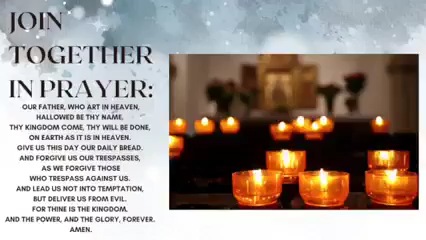 JOIN
TOGETHER
IN PRAYER:
OUR FATHER, WHO ART IN HEAVEN,
HALLOWED BE THY NAME,
THY KINGDOM COME, THY WILL BE DONE,
ON EARTH AS IT IS IN HEAVEN.
GIVE US THIS DAY OUR DAILY BREAD.
AND FORGIVE US OUR TRESPASSES,
AS WE FORGIVE THOSE
WHO TRESPASS AGAINST US.
AND LEAD US NOT INTO TEMPTATION,
BUT DELIVER US FROM EVIL.
FOR THINE IS THE KINGDOM,
AND THE POWER, AND THE GLORY, FOREVER.
AMEN.